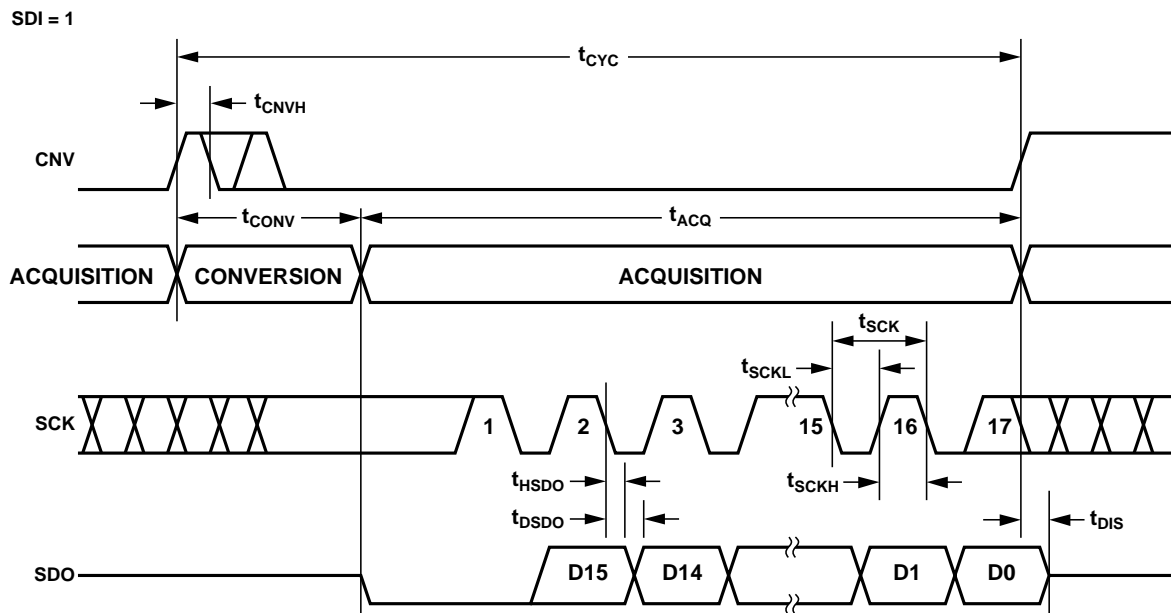 SDI = 1
tCYC
tCNVH
CNV
tCONV
tACQ
ACQUISITION CONVERSION ACQUISITION
tSCK
tSCKL
SCK 1 2 3 15 16 17
tHSDO
tSCKH
tDSDO
tDIS
SDO D15 D14 D1 D0